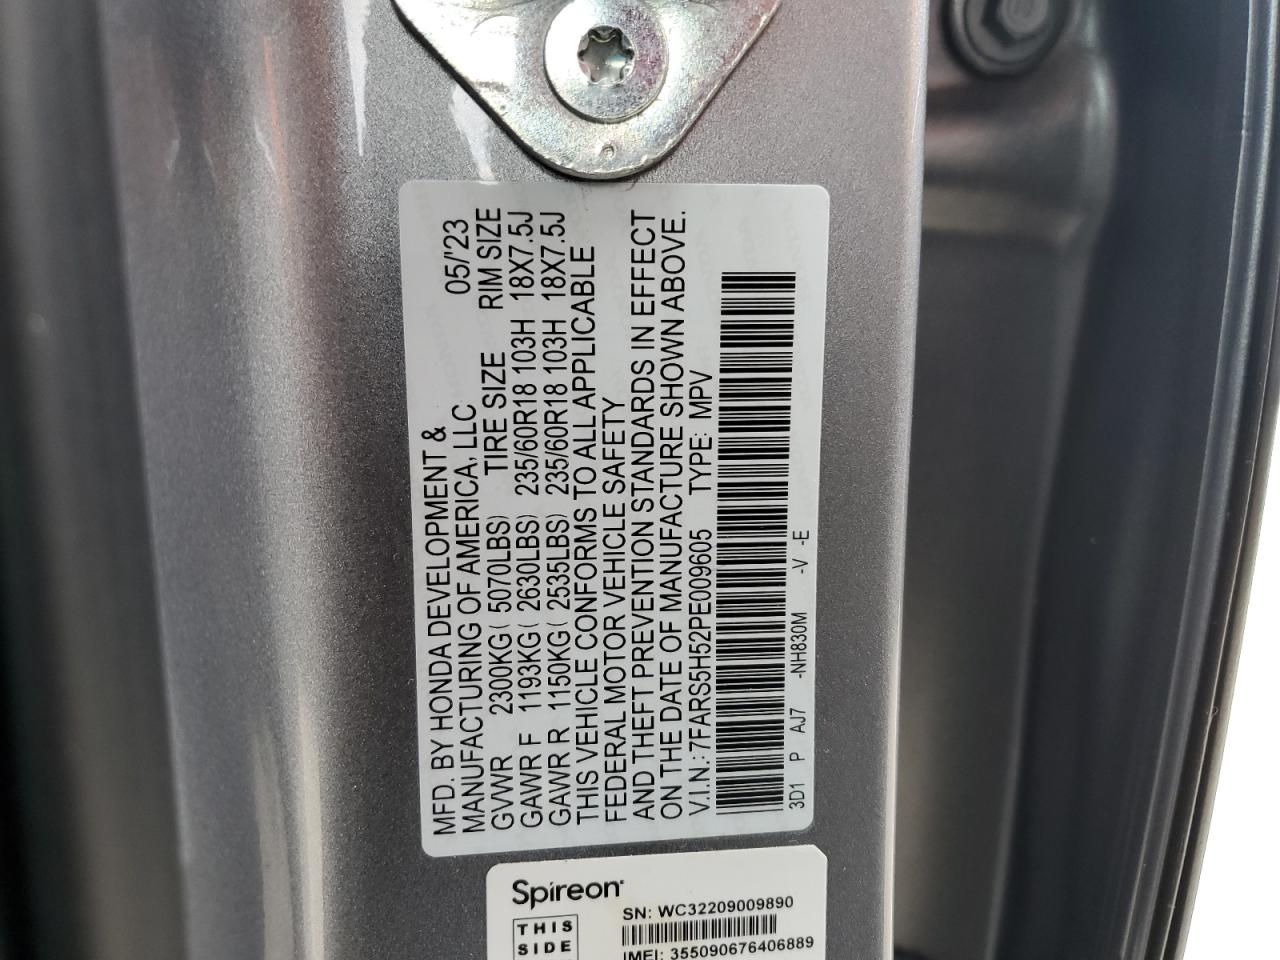 MFD. BY HONDA DEVELOPMENT &
MANUFACTURING OF AMERICA, LLC 05/'23
GVWR 2300KG( 5070LBS) TIRE SIZE RIM SIZE
GAWR F 1193KG( 2630LBS) 235/60R18 103H 18X7.5J
GAWR R 1150KG( 2535LBS) 235/60R18 103H 18X7.5J
THIS VEHICLE CONFORMS TO ALL APPLICABLE
FEDERAL MOTOR VEHICLE SAFETY
AND THEFT PREVENTION STANDARDS IN EFFECT
ON THE DATE OF MANUFACTURE SHOWN ABOVE.
V.I.N.:7FARS5H52PE009605 TYPE: MPV
3D1 P AJ7 -NH830M -V -E
Spireon
THIS
SIDE
SN: WC32209009890
IMEI: 355090676406889